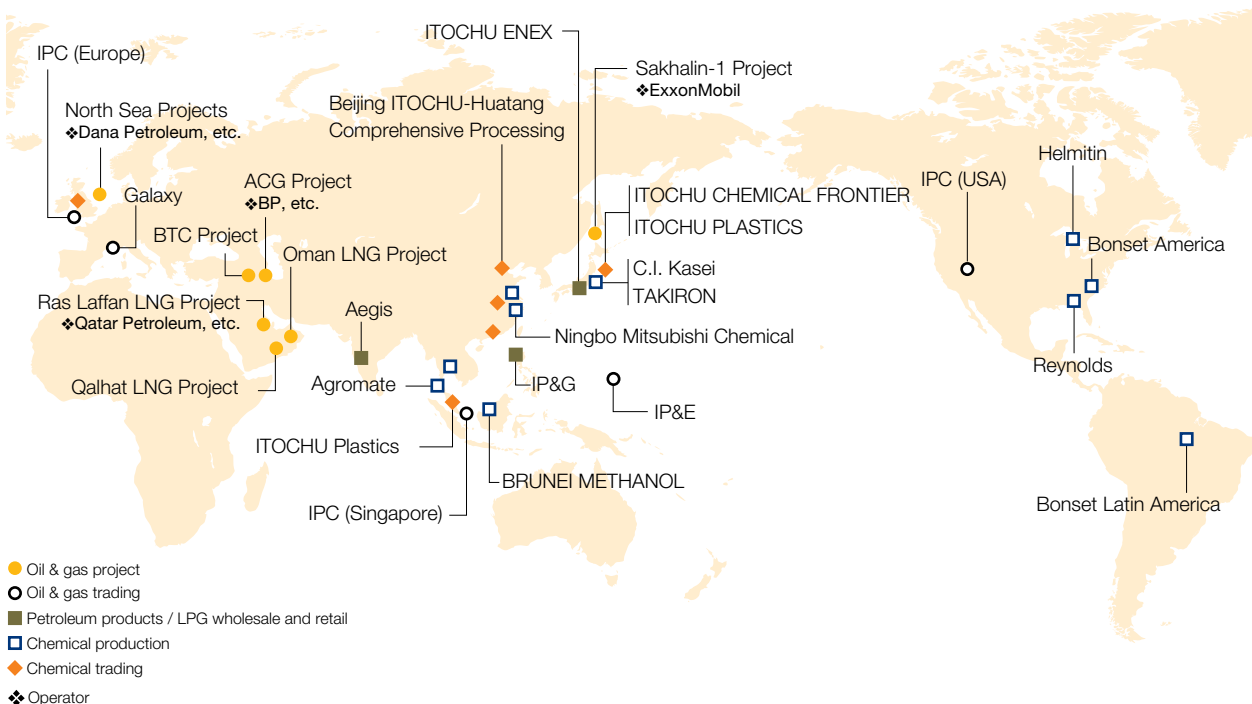 ITOCHU ENEX
IPC (Europe)
Sakhalin-1 Project
❖ExxonMobil
North Sea Projects
❖Dana Petroleum, etc.
Beijing ITOCHU-Huatang
Comprehensive Processing
Helmitin
ACG Project
❖BP, etc.
Galaxy
IPC (USA)
ITOCHU CHEMICAL FRONTIER
ITOCHU PLASTICS
BTC Project
Oman LNG Project
Bonset America
C.I. Kasei
TAKIRON
Ras Laffan LNG Project
❖Qatar Petroleum, etc.
Aegis
Ningbo Mitsubishi Chemical
Reynolds
Qalhat LNG Project
Agromate
IP&G
IP&E
ITOCHU Plastics
BRUNEI METHANOL
Bonset Latin America
IPC (Singapore)
Oil & gas project
Oil & gas trading
Petroleum products / LPG wholesale and retail
Chemical production
Chemical trading
❖ Operator